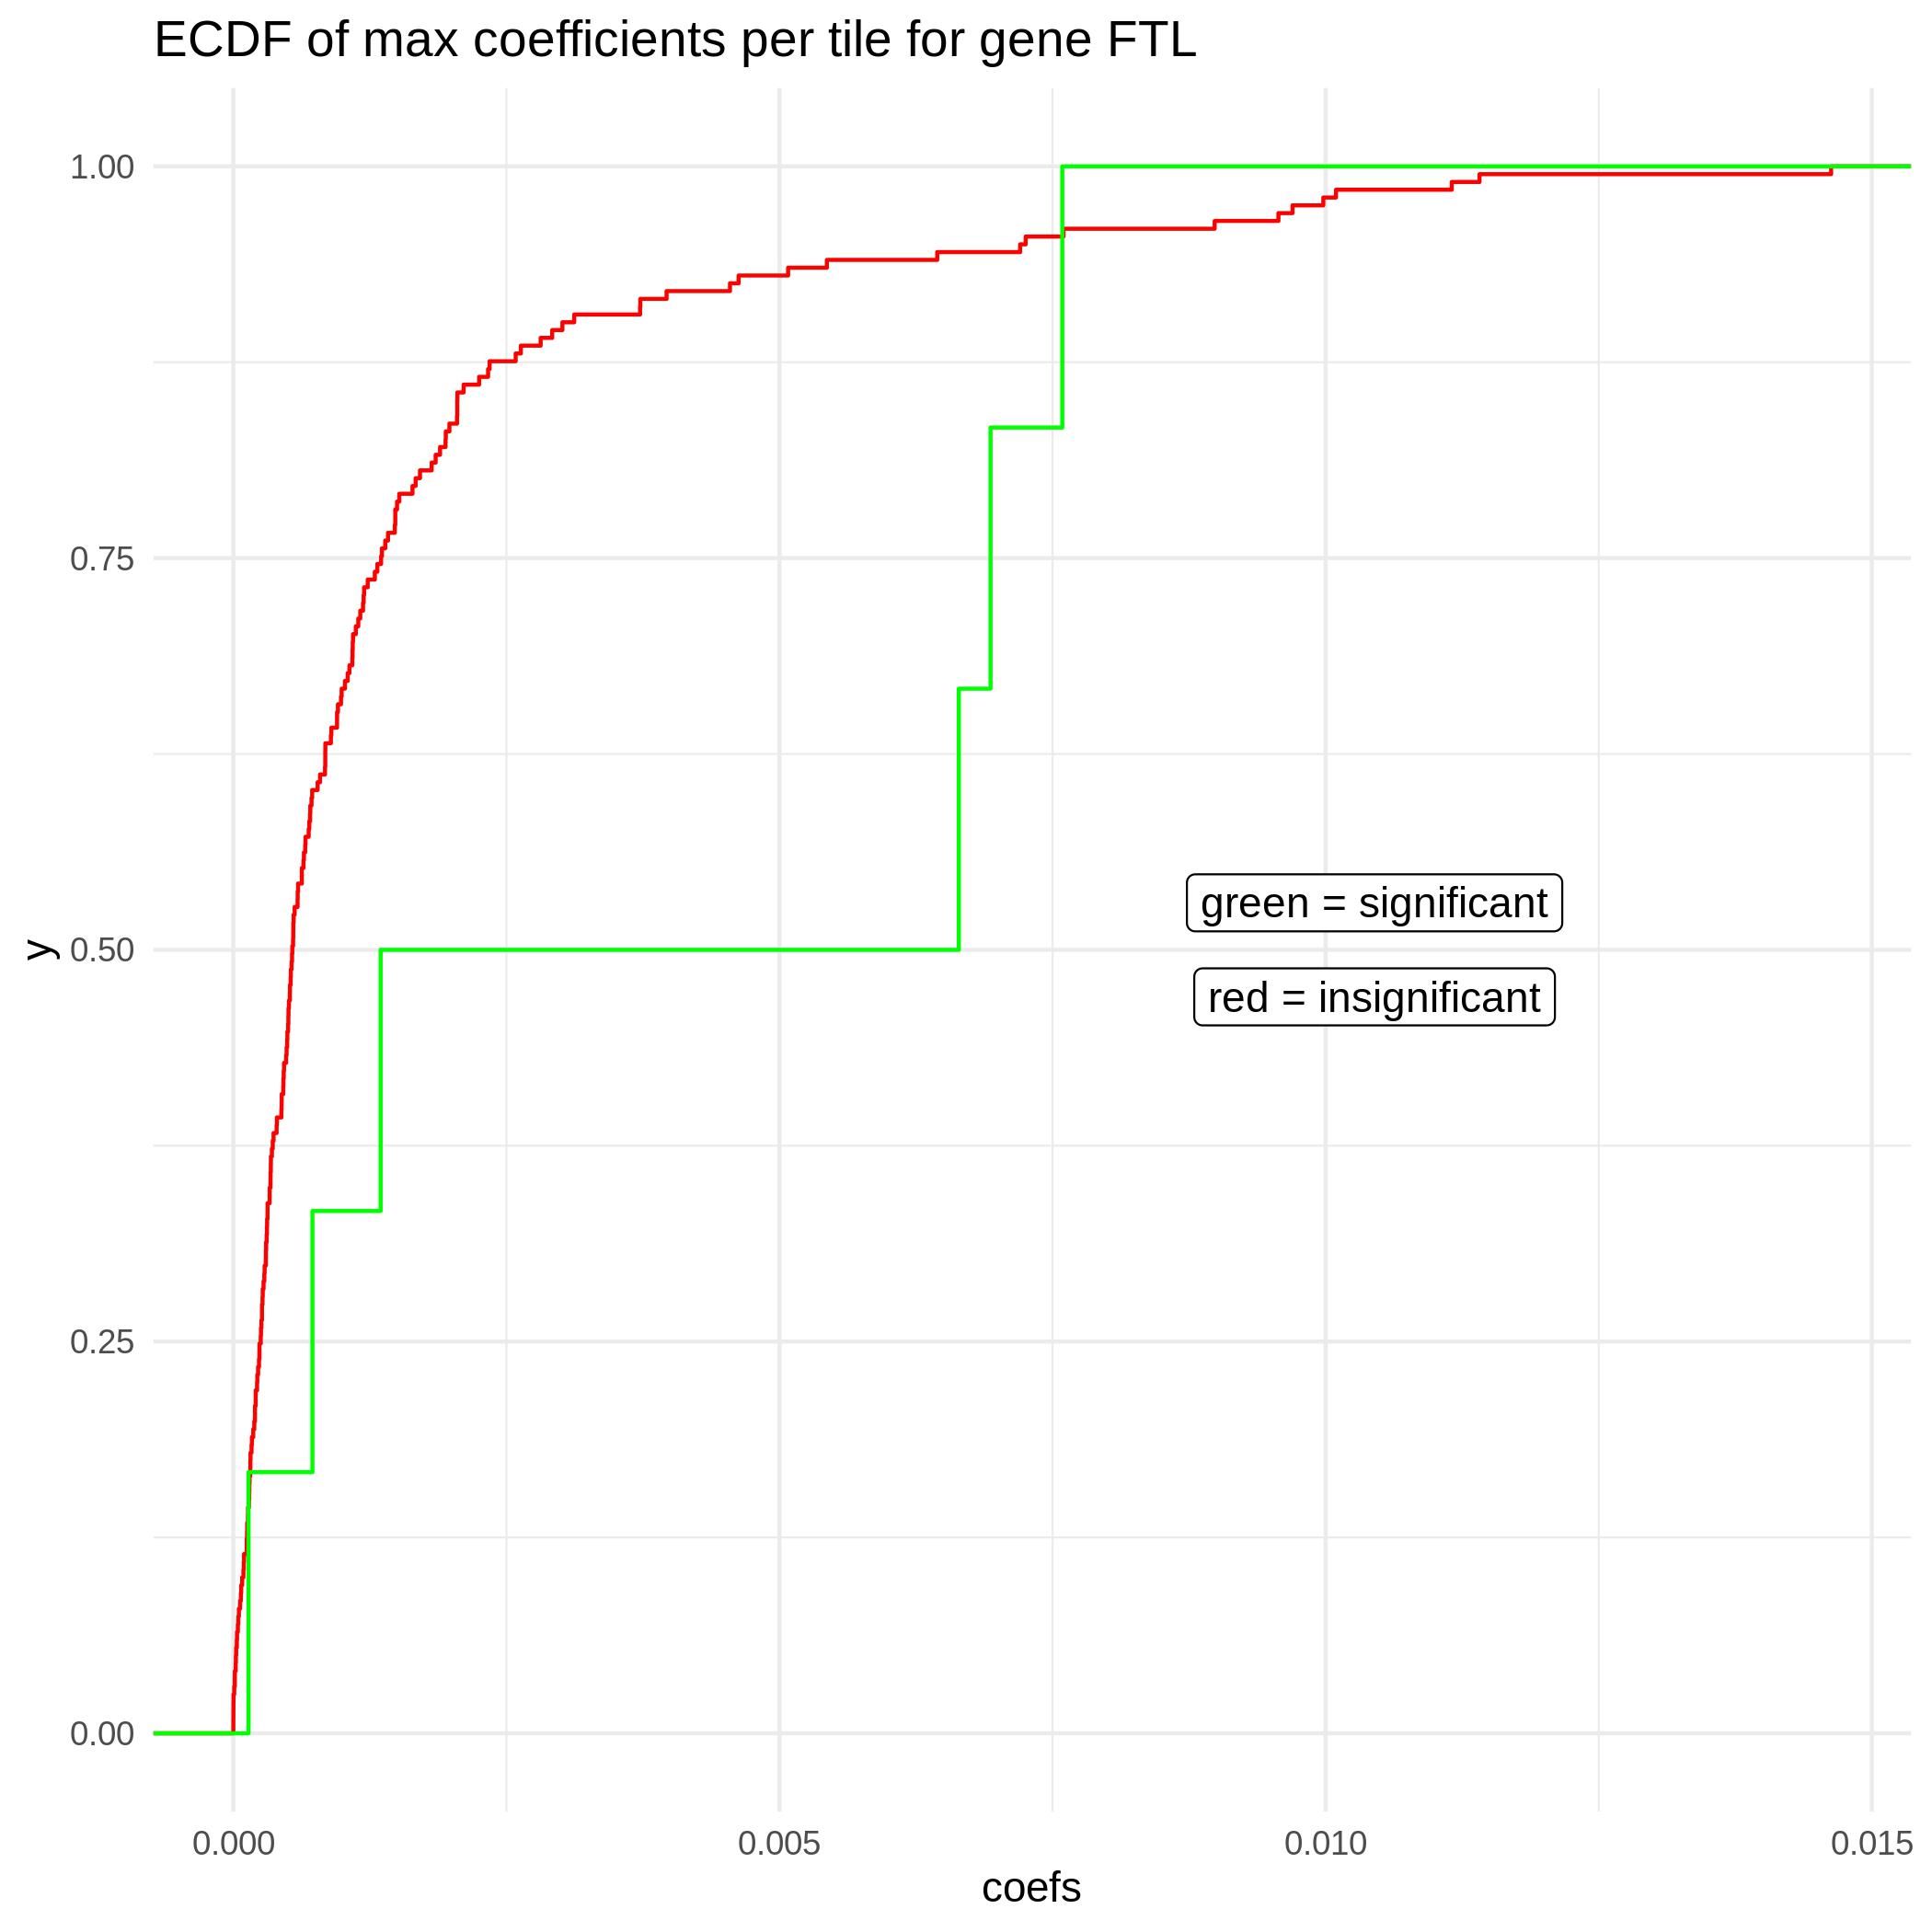 ECDF of max coefficients per tile for gene FTL
1.00
0.75
0.50
0.25
0.00
y
green = significant
red = insignificant
0.000 0.005 0.010 0.015
coefs